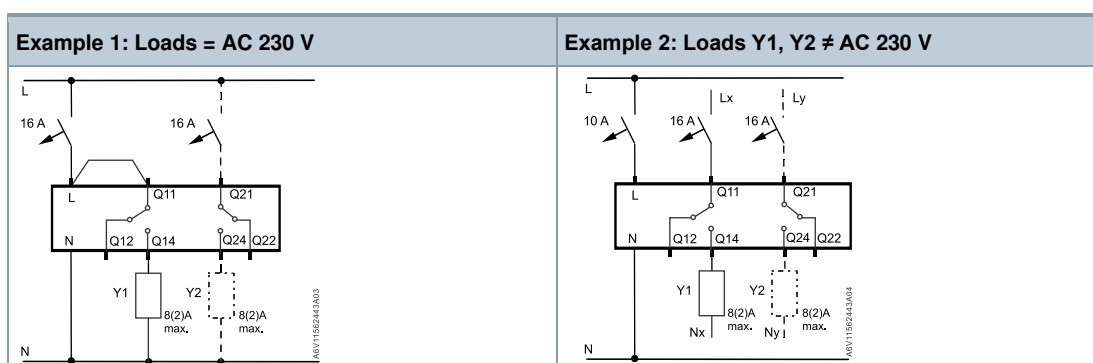 Example 1: Loads = AC 230 V
Example 2: Loads Y1, Y2 ≠ AC 230 V
L
16 A
16 A
L
Q11
Q21
N
Q12
Q14
Q24
Q22
Y1
Y2
8(2)A
max.
8(2)A
max.
N
A6V11562443A03
L
Lx
Ly
10 A
16 A
16 A
L
Q11
Q21
N
Q12
Q14
Q24
Q22
Y1
Y2
8(2)A
max.
8(2)A
max.
Nx
Ny
N
A6V11562443A04